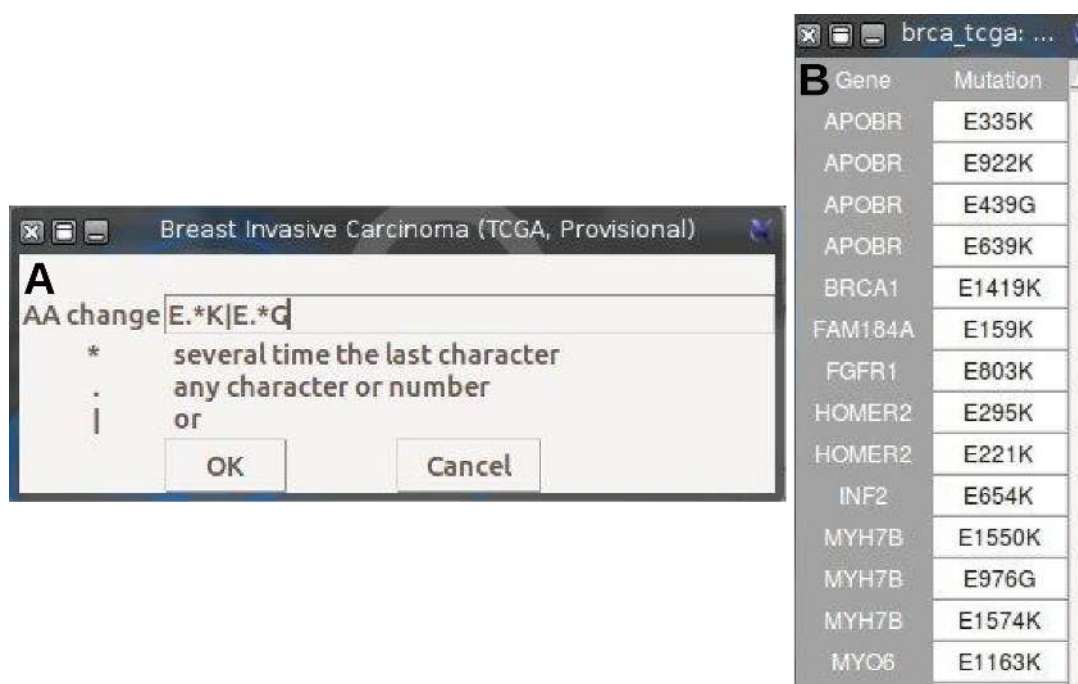 Breast Invasive Carcinoma (TCGA, Provisional)
A
AA change E.*K|E.*G
* several time the last character
. any character or number
| or
OK Cancel
brca_tcga: ...
B
Gene Mutation
APOBR E335K
APOBR E922K
APOBR E439G
APOBR E639K
BRCA1 E1419K
FAM184A E159K
FGFR1 E803K
HOMER2 E295K
HOMER2 E221K
INF2 E654K
MYH7B E1550K
MYH7B E976G
MYH7B E1574K
MYO6 E1163K